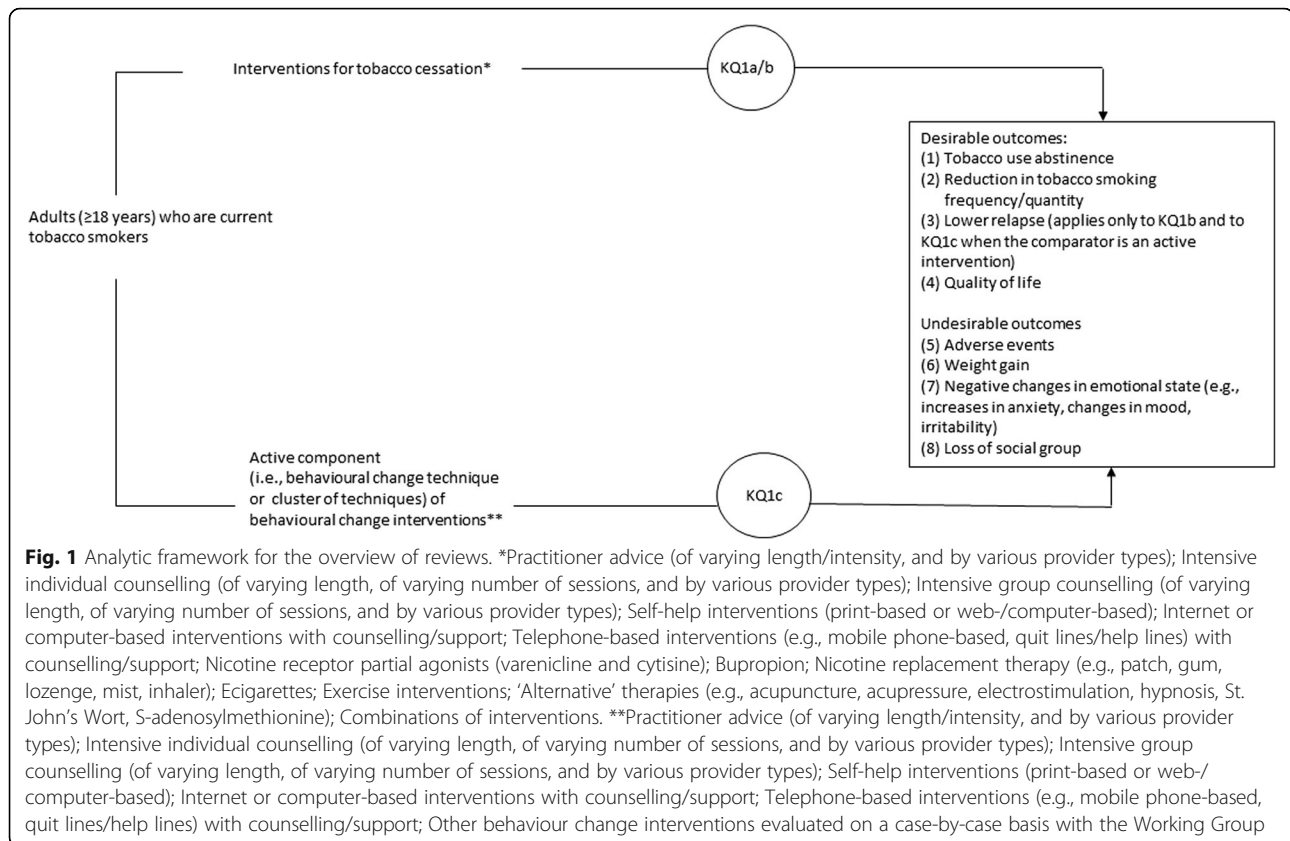 Interventions for tobacco cessation*
KQ1a/b
Adults (≥18 years) who are current
tobacco smokers
Desirable outcomes:
(1) Tobacco use abstinence
(2) Reduction in tobacco smoking
frequency/quantity
(3) Lower relapse (applies only to KQ1b and to
KQ1c when the comparator is an active
intervention)
(4) Quality of life
Undesirable outcomes
(5) Adverse events
(6) Weight gain
(7) Negative changes in emotional state (e.g.,
increases in anxiety, changes in mood,
irritability)
(8) Loss of social group
Active component
(i.e., behavioural change technique
or cluster of techniques) of
behavioural change interventions**
KQ1c
Fig. 1 Analytic framework for the overview of reviews. *Practitioner advice (of varying length/intensity, and by various provider types); Intensive
individual counselling (of varying length, of varying number of sessions, and by various provider types); Intensive group counselling (of varying
length, of varying number of sessions, and by various provider types); Self-help interventions (print-based or web-/computer-based); Internet or
computer-based interventions with counselling/support; Telephone-based interventions (e.g., mobile phone-based, quit lines/help lines) with
counselling/support; Nicotine receptor partial agonists (varenicline and cytisine); Bupropion; Nicotine replacement therapy (e.g., patch, gum,
lozenge, mist, inhaler); Ecigarettes; Exercise interventions; ‘Alternative’ therapies (e.g., acupuncture, acupressure, electrostimulation, hypnosis, St.
John’s Wort, S-adenosylmethionine); Combinations of interventions. **Practitioner advice (of varying length/intensity, and by various provider
types); Intensive individual counselling (of varying length, of varying number of sessions, and by various provider types); Intensive group
counselling (of varying length, of varying number of sessions, and by various provider types); Self-help interventions (print-based or web-/
computer-based); Internet or computer-based interventions with counselling/support; Telephone-based interventions (e.g., mobile phone-based,
quit lines/help lines) with counselling/support; Other behaviour change interventions evaluated on a case-by-case basis with the Working Group